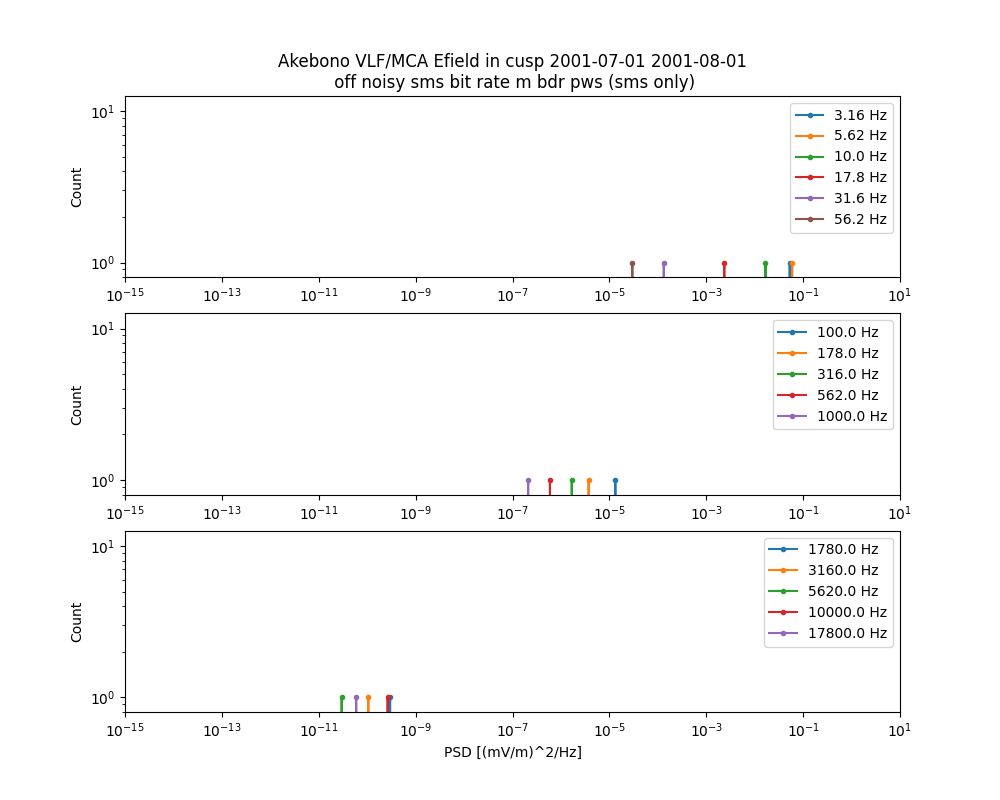 Akebono VLF/MCA Efield in cusp 2001-07-01 2001-08-01
off noisy sms bit rate m bdr pws (sms only)
10^1
10^0
Count
3.16 Hz
5.62 Hz
10.0 Hz
17.8 Hz
31.6 Hz
56.2 Hz
10^-15 10^-13 10^-11 10^-9 10^-7 10^-5 10^-3 10^-1 10^1
10^1
10^0
Count
100.0 Hz
178.0 Hz
316.0 Hz
562.0 Hz
1000.0 Hz
10^-15 10^-13 10^-11 10^-9 10^-7 10^-5 10^-3 10^-1 10^1
10^1
10^0
Count
1780.0 Hz
3160.0 Hz
5620.0 Hz
10000.0 Hz
17800.0 Hz
10^-15 10^-13 10^-11 10^-9 10^-7 10^-5 10^-3 10^-1 10^1
PSD [(mV/m)^2/Hz]